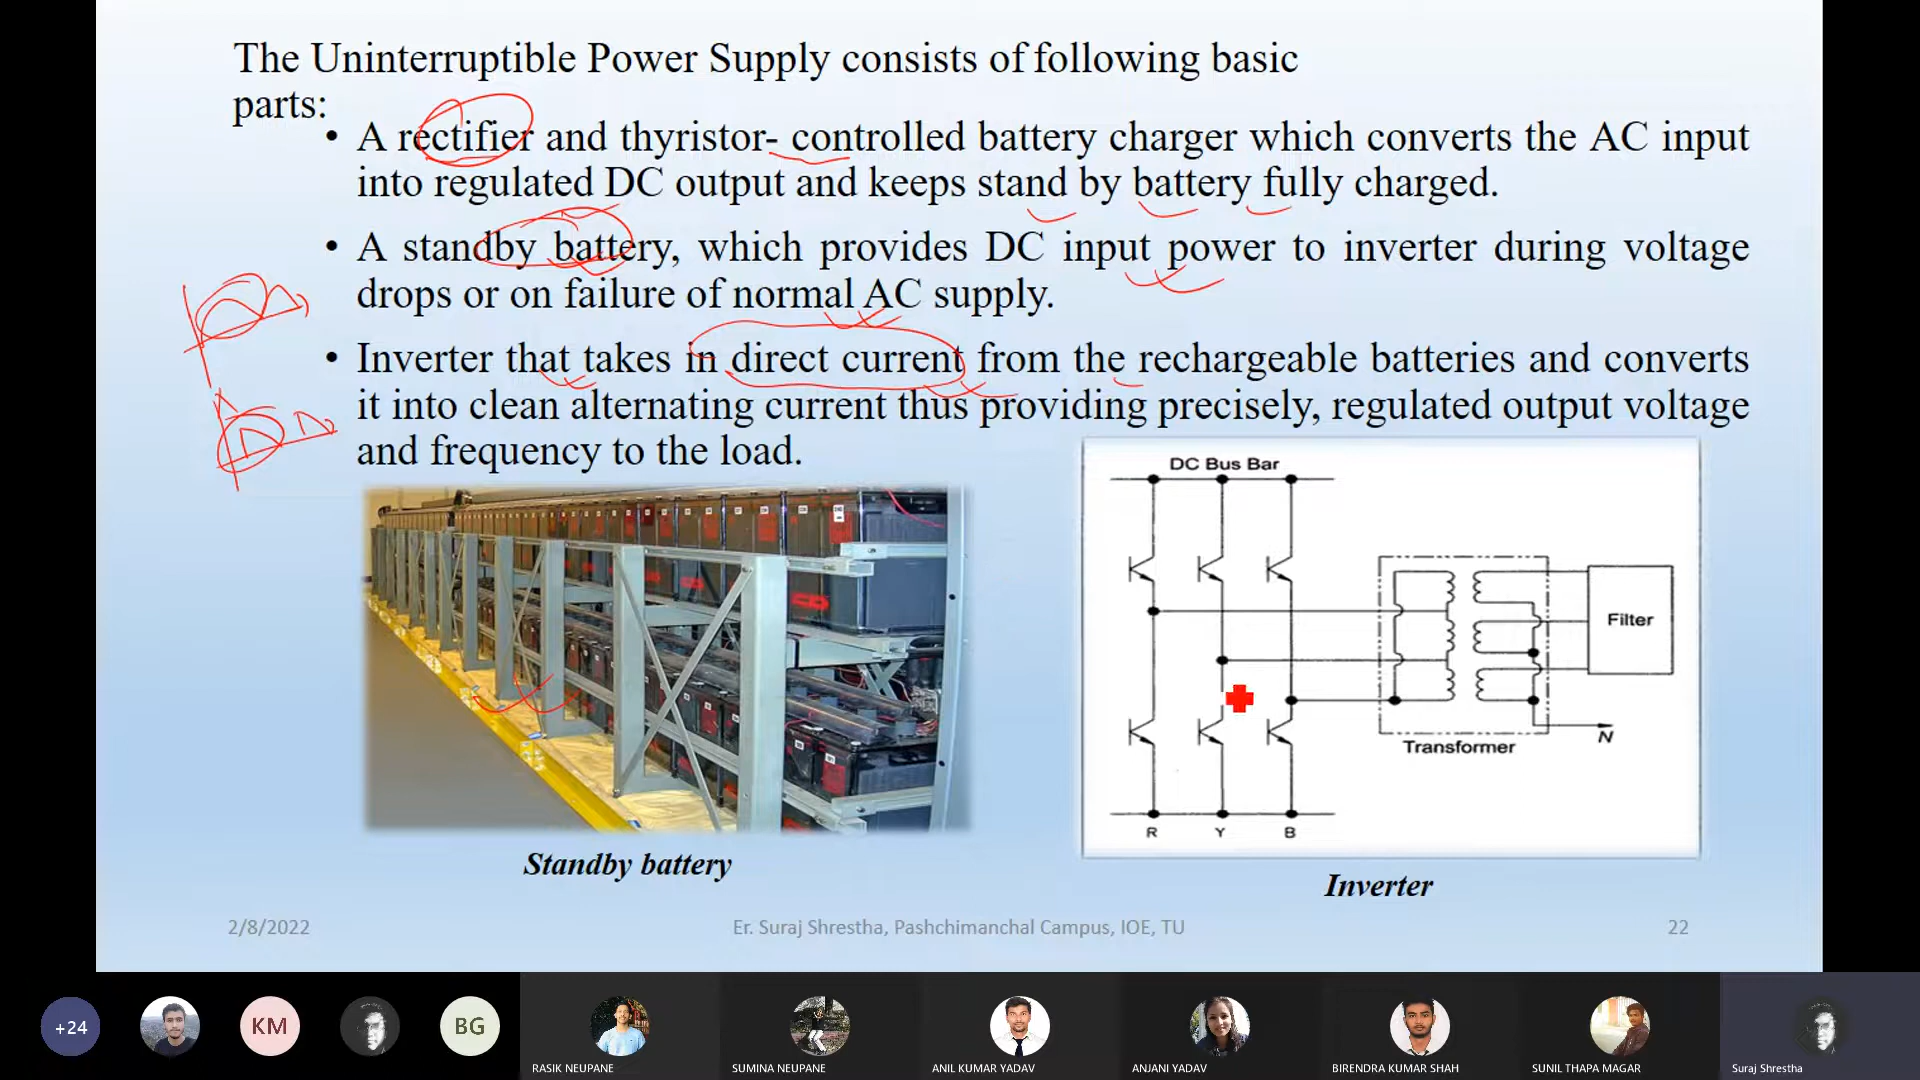 The Uninterruptible Power Supply consists of following basic
parts:
• A rectifier and thyristor- controlled battery charger which converts the AC input
into regulated DC output and keeps stand by battery fully charged.
• A standby battery, which provides DC input power to inverter during voltage
drops or on failure of normal AC supply.
• Inverter that takes in direct current from the rechargeable batteries and converts
it into clean alternating current thus providing precisely, regulated output voltage
and frequency to the load.
DC Bus Bar
Filter
N
Transformer
R Y B
Standby battery
Inverter
2/8/2022
Er. Suraj Shrestha, Pashchimanchal Campus, IOE, TU
22
+24
KM
BG
RASIK NEUPANE
SUMINA NEUPANE
ANIL KUMAR YADAV
ANJANI YADAV
BIRENDRA KUMAR SHAH
SUNIL THAPA MAGAR
Suraj Shrestha